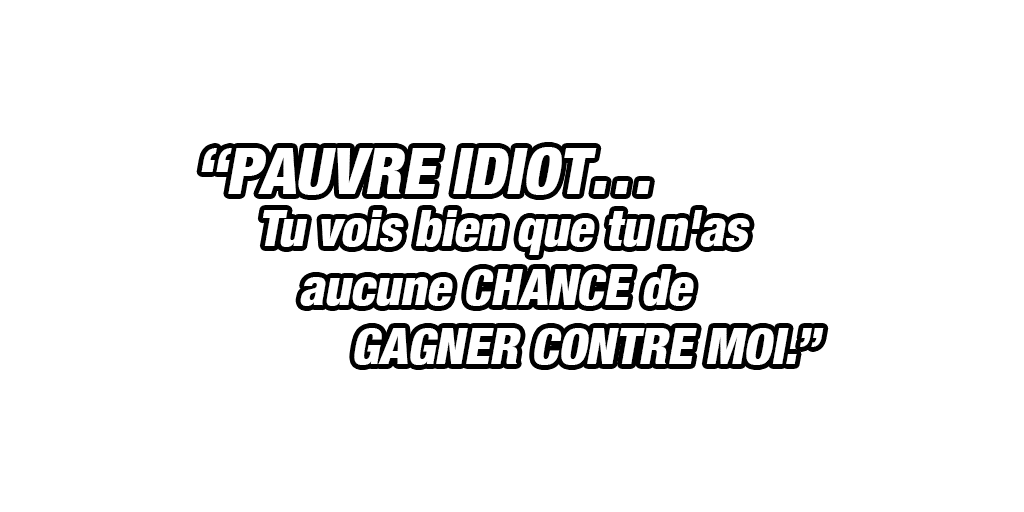 “PAUVRE IDIOT...
Tu vois bien que tu n'as
aucune CHANCE de
GAGNER CONTRE MOI.”